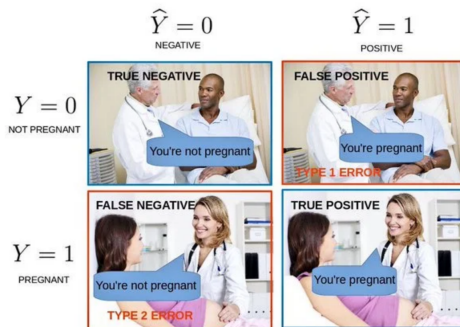 Ŷ = 0
NEGATIVE
Ŷ = 1
POSITIVE
Y = 0
NOT PREGNANT
TRUE NEGATIVE
You're not pregnant
FALSE POSITIVE
You're pregnant
TYPE 1 ERROR
Y = 1
PREGNANT
FALSE NEGATIVE
You're not pregnant
TYPE 2 ERROR
TRUE POSITIVE
You're pregnant